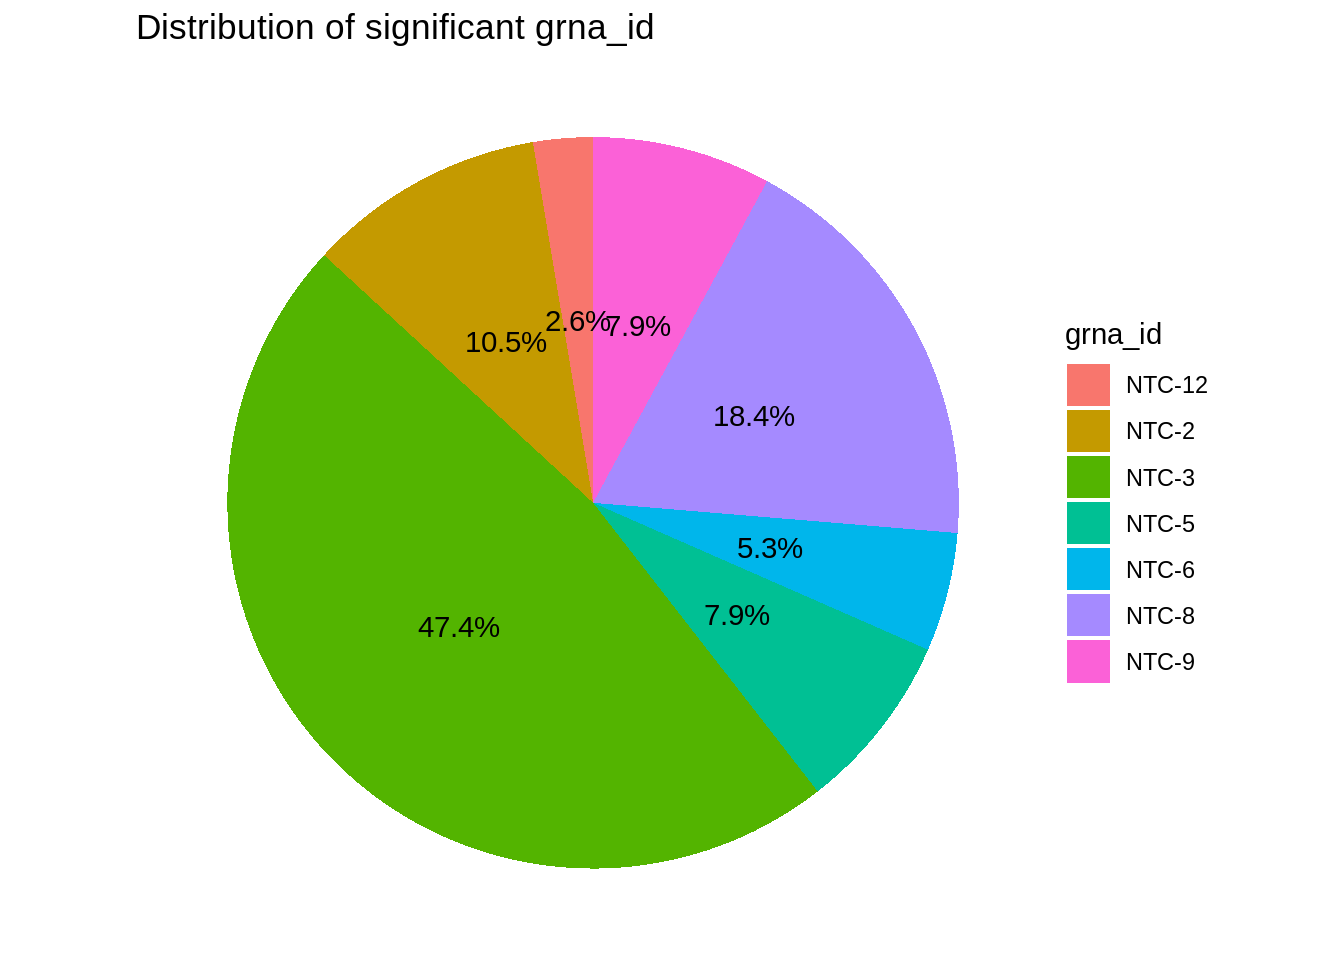 Distribution of significant grna_id
2.6%
7.9%
10.5%
18.4%
5.3%
7.9%
47.4%
grna_id
NTC-12
NTC-2
NTC-3
NTC-5
NTC-6
NTC-8
NTC-9